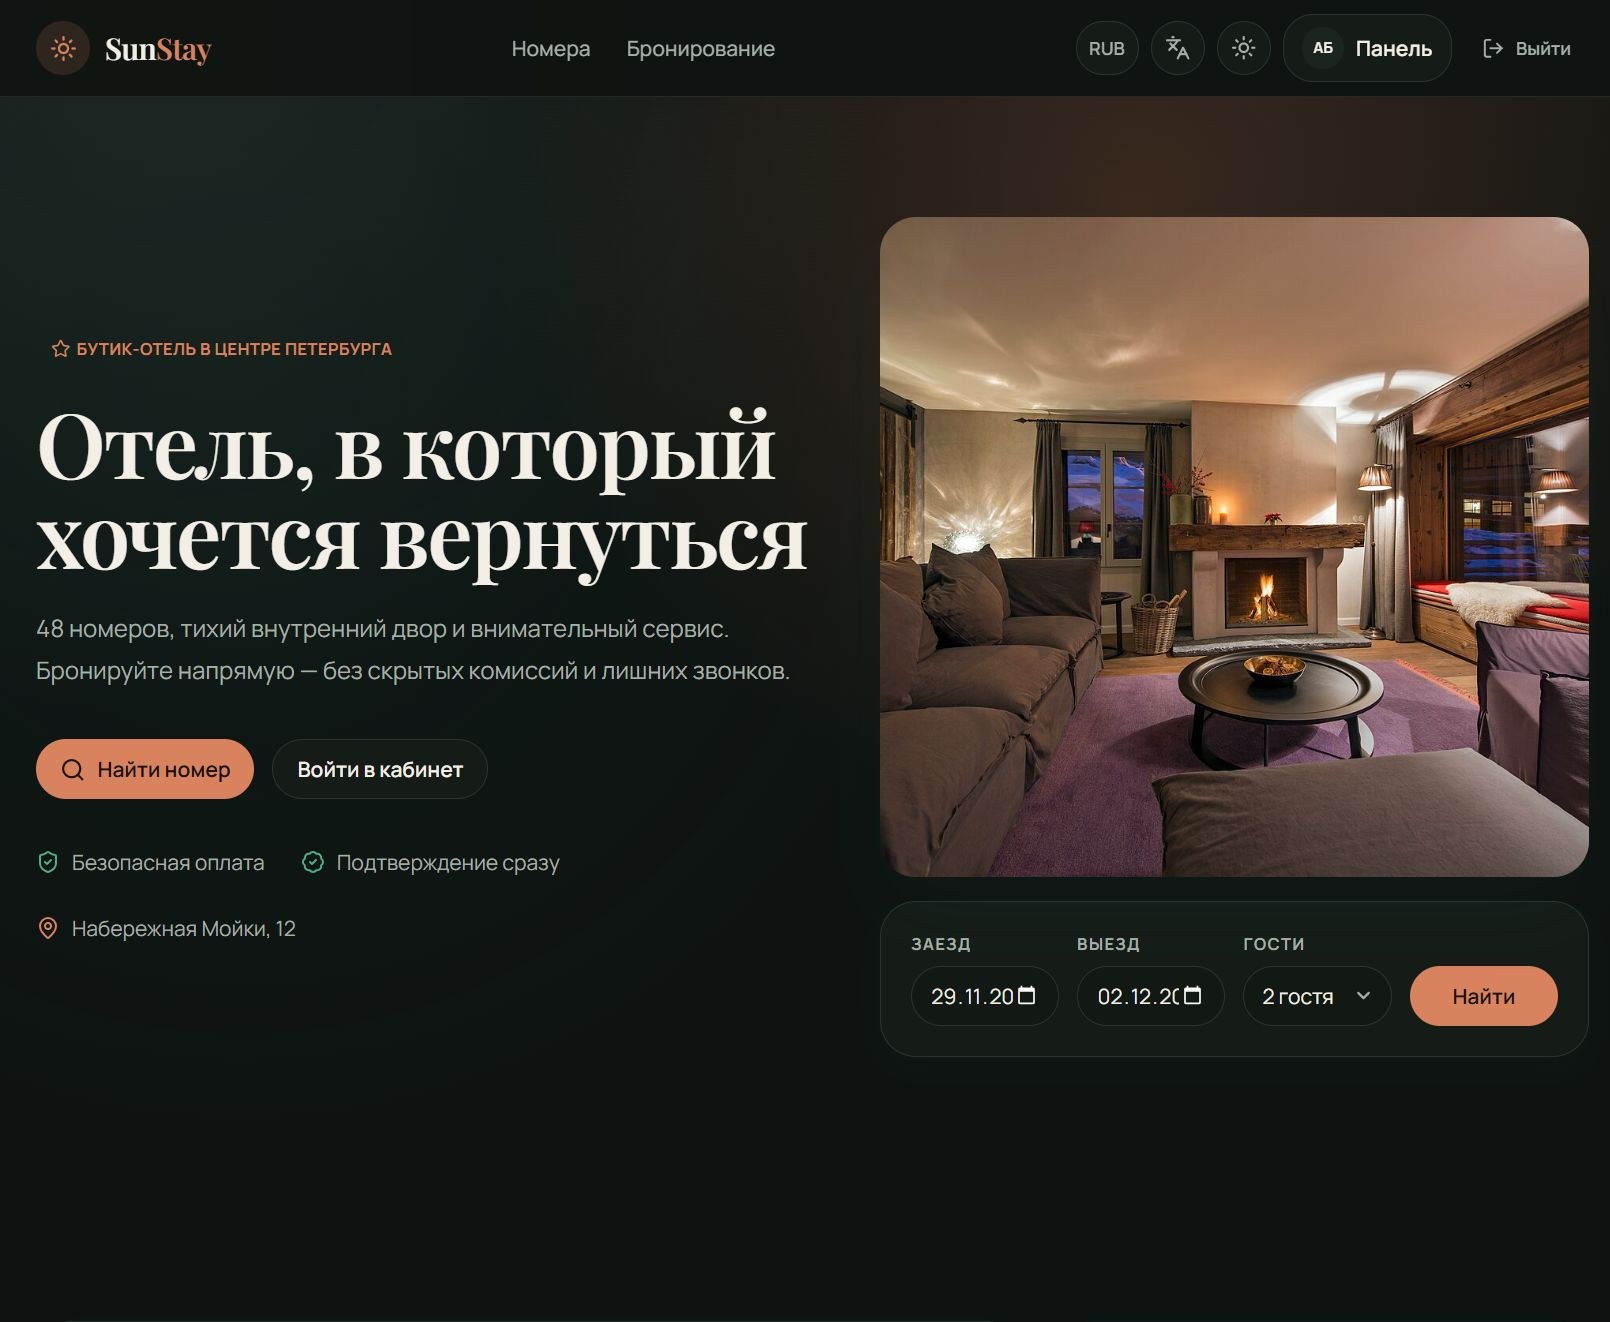 SunStay
Номера
Бронирование
RUB
АБ
Панель
Выйти
БУТИК-ОТЕЛЬ В ЦЕНТРЕ ПЕТЕРБУРГА
Отель, в который
хочется вернуться
48 номеров, тихий внутренний двор и внимательный сервис.
Бронируйте напрямую — без скрытых комиссий и лишних звонков.
Найти номер
Войти в кабинет
Безопасная оплата
Подтверждение сразу
Набережная Мойки, 12
ЗАЕЗД
ВЫЕЗД
ГОСТИ
29.11.20
02.12.20
2 гостя
Найти